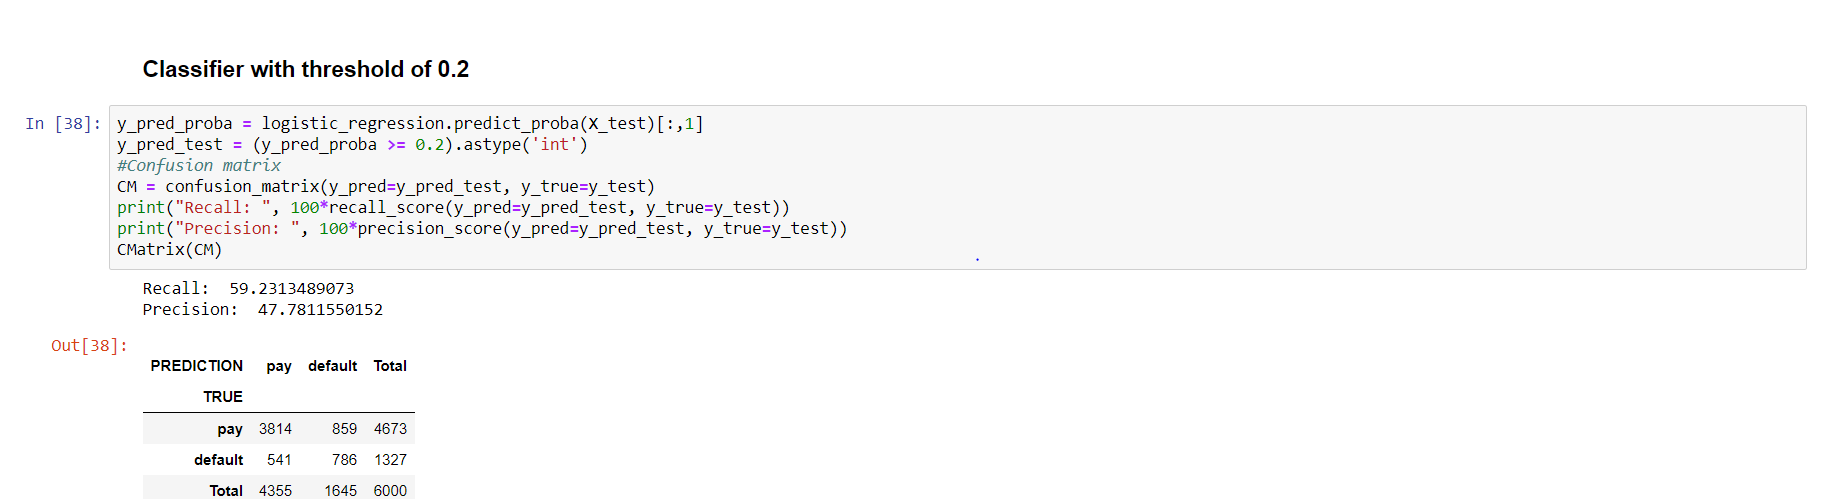 Classifier with threshold of 0.2
In [38]: y_pred_proba = logistic_regression.predict_proba(X_test)[:,1]
y_pred_test = (y_pred_proba >= 0.2).astype('int')
#Confusion matrix
CM = confusion_matrix(y_pred=y_pred_test, y_true=y_test)
print("Recall: ", 100*recall_score(y_pred=y_pred_test, y_true=y_test))
print("Precision: ", 100*precision_score(y_pred=y_pred_test, y_true=y_test))
CMatrix(CM)
Recall:  59.2313489073
Precision:  47.7811550152
Out[38]:
PREDICTION pay default Total
TRUE
pay 3814 859 4673
default 541 786 1327
Total 4355 1645 6000